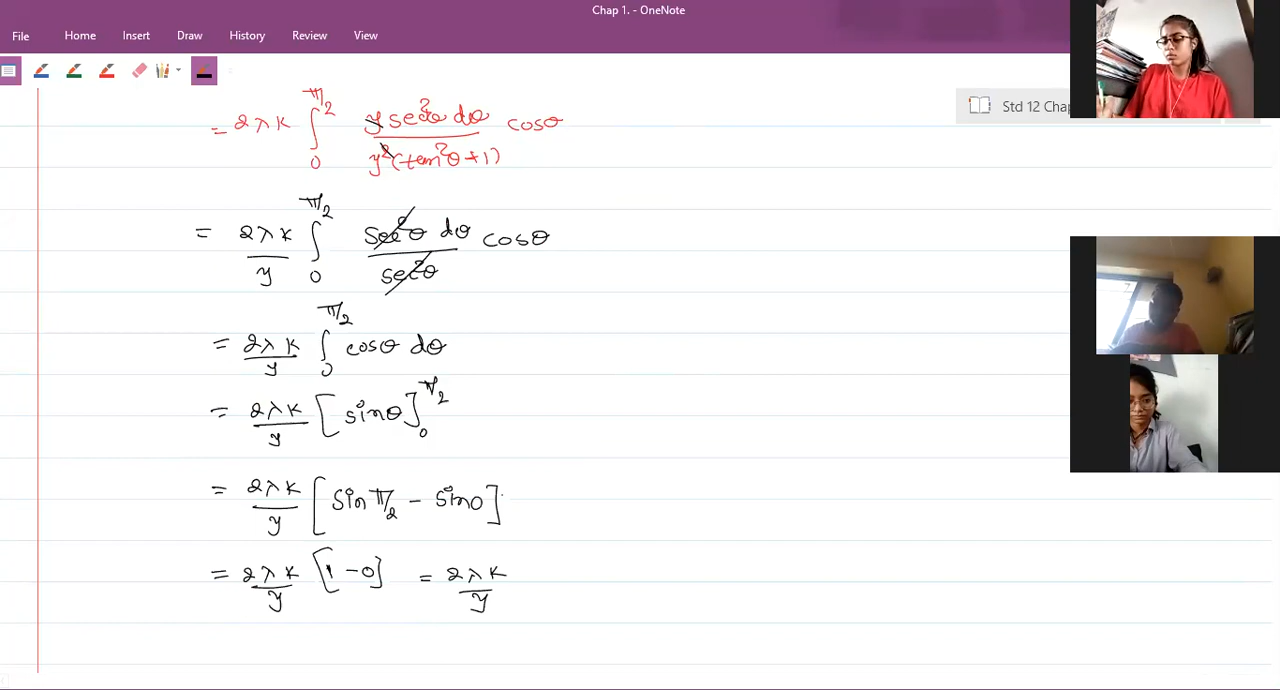 Chap 1. - OneNote
File Home Insert Draw History Review View
Std 12 Chap
= 2λK ∫₀^(π/2) y sec²θ dθ / y²(tan²θ + 1) cosθ
= 2λK/y ∫₀^(π/2) sec²θ dθ / sec²θ cosθ
= 2λK/y ∫₀^(π/2) cosθ dθ
= 2λK/y [sinθ]₀^(π/2)
= 2λK/y [sin π/2 - sin0]
= 2λK/y [1 - 0] = 2λK/y